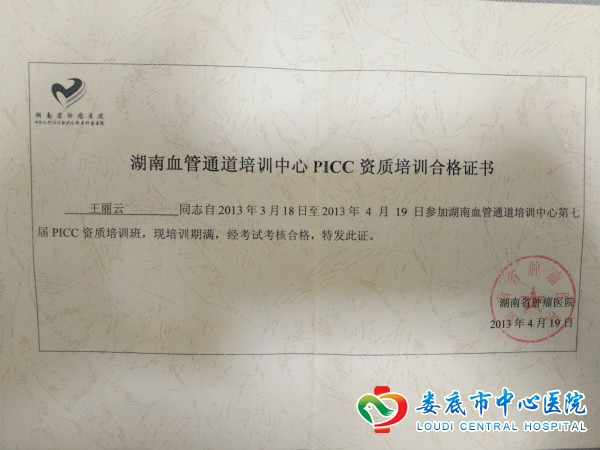 湖南省肿瘤医院
湖南血管通道培训中心 PICC 资质培训合格证书
王丽云 同志自 2013 年 3 月 18 日至 2013 年 4 月 19 日参加湖南血管通道培训中心第七
届 PICC 资质培训班，现培训期满，经考试考核合格，特发此证。
湖南省肿瘤医院
2013 年 4 月 19 日
娄底市中心医院
LOUDI CENTRAL HOSPITAL